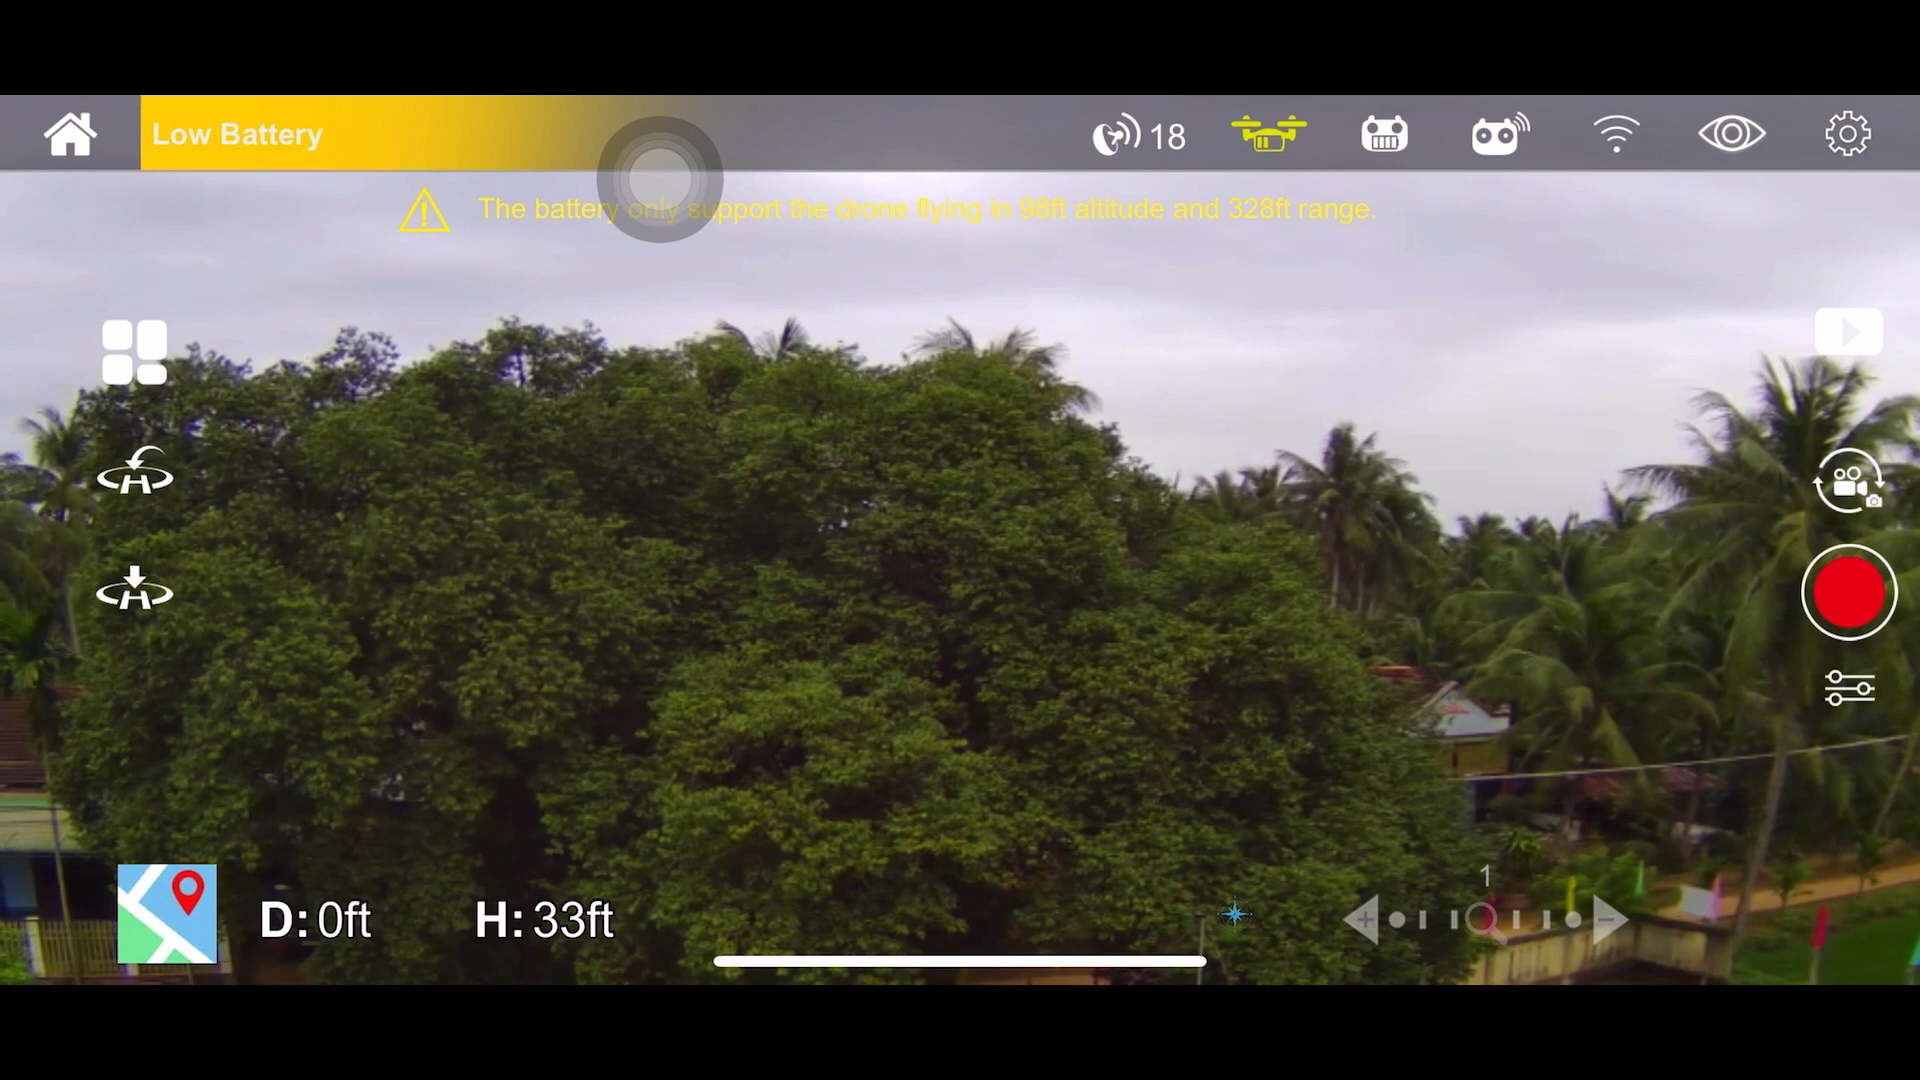 Low Battery
18
The battery only support the drone flying in 98ft altitude and 328ft range.
1
D: 0ft
H: 33ft